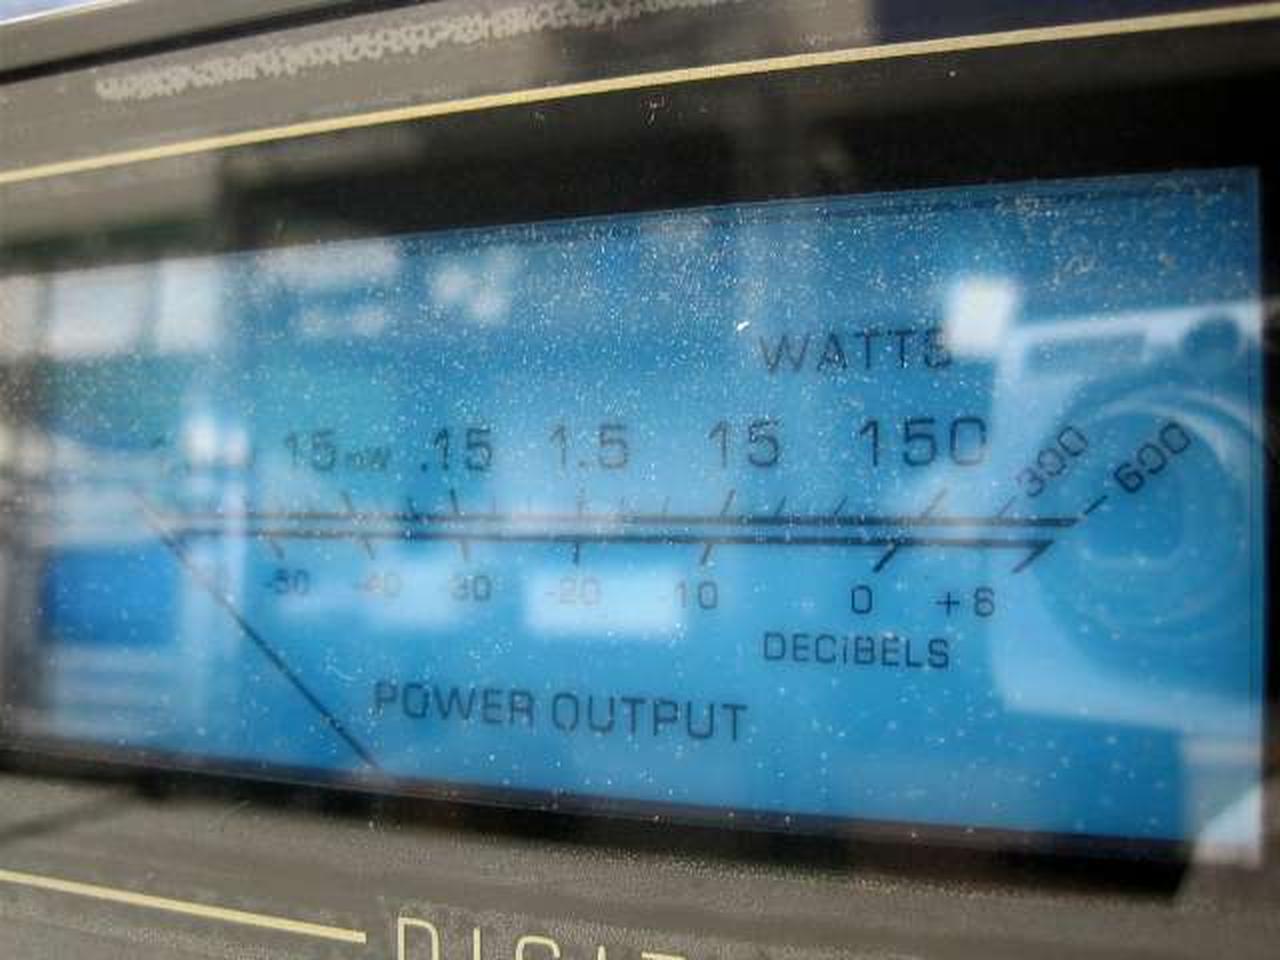 WATTS
15mW .15 1.5 15 150 300 600
-50 -40 -30 -20 -10 0 +6
DECiBELS
POWER OUTPUT